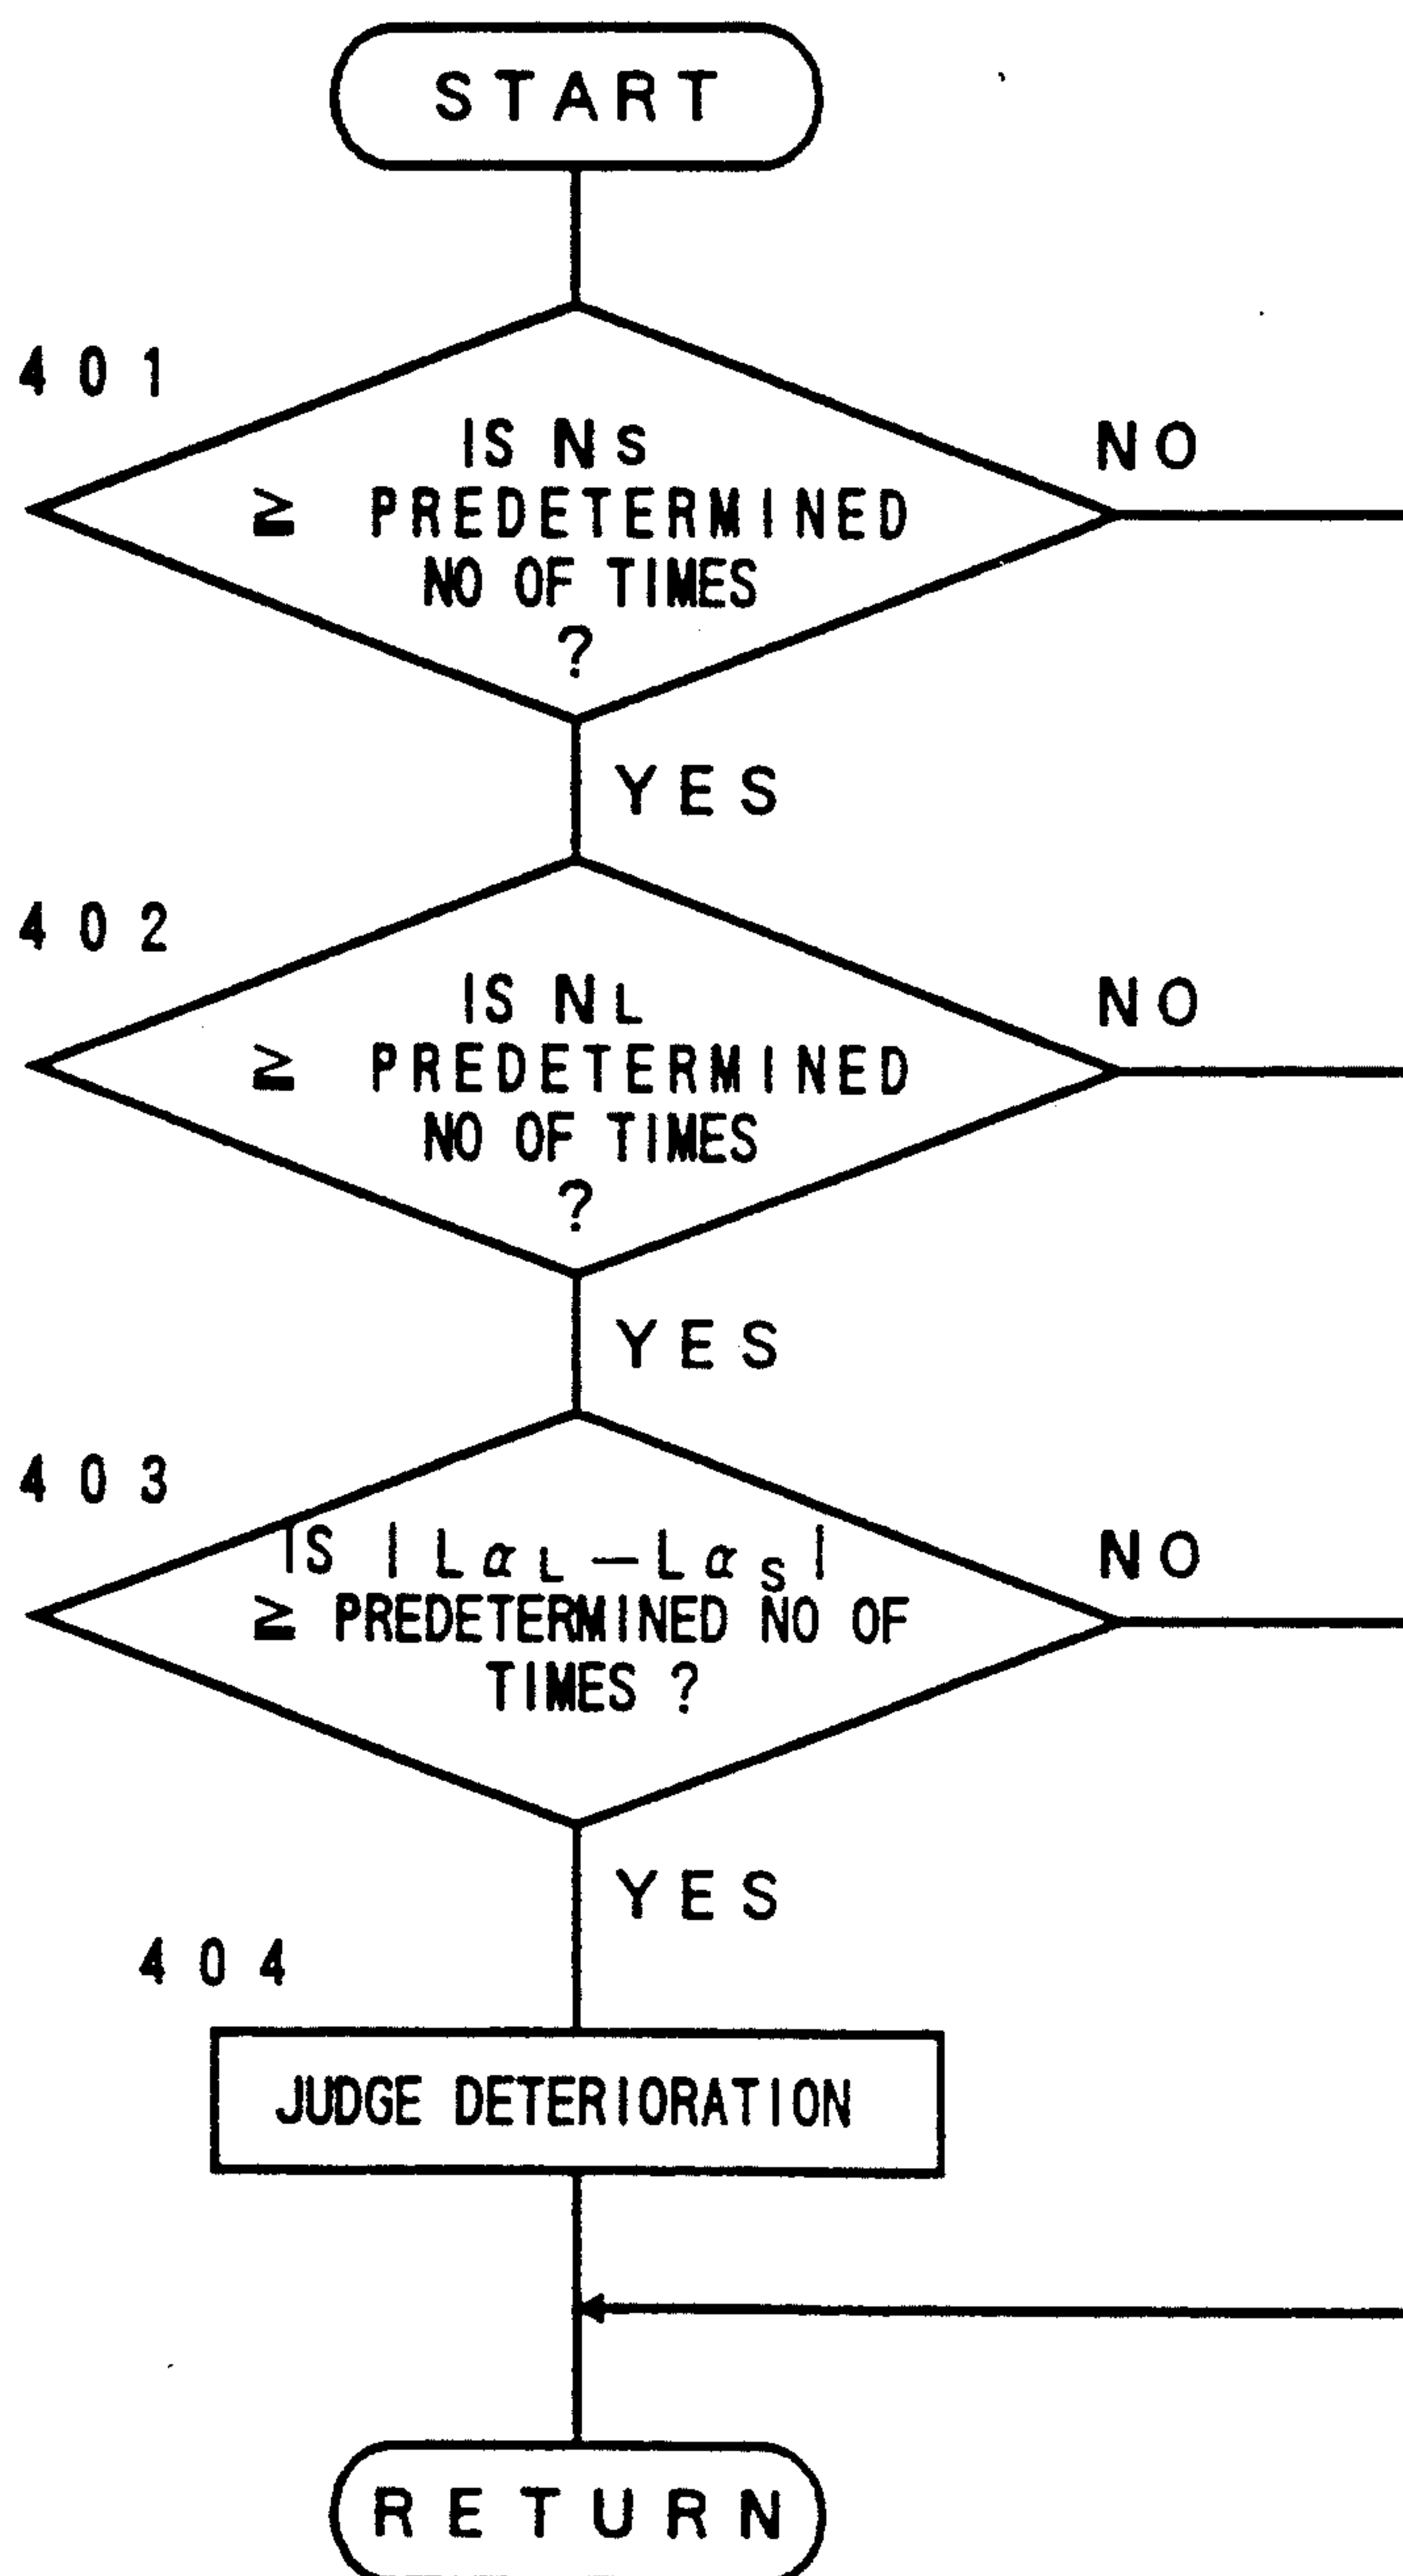 START
401
IS NS
≧ PREDETERMINED
NO OF TIMES
?
NO
YES
402
IS NL
≧ PREDETERMINED
NO OF TIMES
?
NO
YES
403
IS |LαL−LαS|
≧ PREDETERMINED NO OF
TIMES ?
NO
YES
404
JUDGE DETERIORATION
RETURN